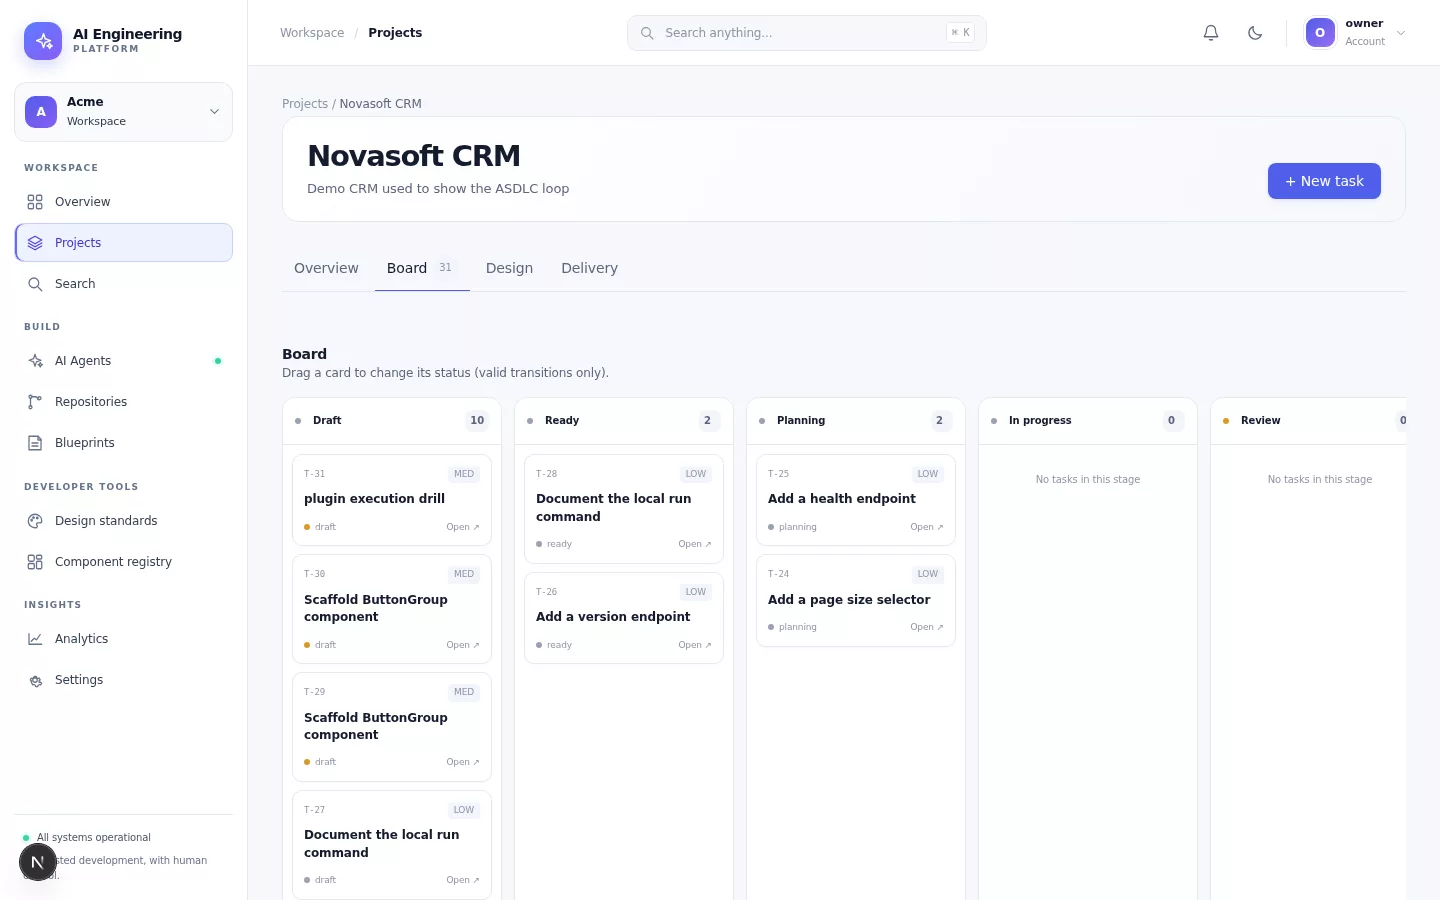 AI Engineering
PLATFORM
A
Acme
Workspace
WORKSPACE
Overview
Projects
Search
BUILD
AI Agents
Repositories
Blueprints
DEVELOPER TOOLS
Design standards
Component registry
INSIGHTS
Analytics
Settings
All systems operational
sted development, with human
N
Workspace / Projects
Search anything...
⌘ K
O
owner
Account
Projects / Novasoft CRM
Novasoft CRM
Demo CRM used to show the ASDLC loop
+ New task
Overview
Board 31
Design
Delivery
Board
Drag a card to change its status (valid transitions only).
Draft 10
T-31 MED
plugin execution drill
draft Open ↗
T-30 MED
Scaffold ButtonGroup
component
draft Open ↗
T-29 MED
Scaffold ButtonGroup
component
draft Open ↗
T-27 LOW
Document the local run
command
draft Open ↗
Ready 2
T-28 LOW
Document the local run
command
ready Open ↗
T-26 LOW
Add a version endpoint
ready Open ↗
Planning 2
T-25 LOW
Add a health endpoint
planning Open ↗
T-24 LOW
Add a page size selector
planning Open ↗
In progress 0
No tasks in this stage
Review 0
No tasks in this stage